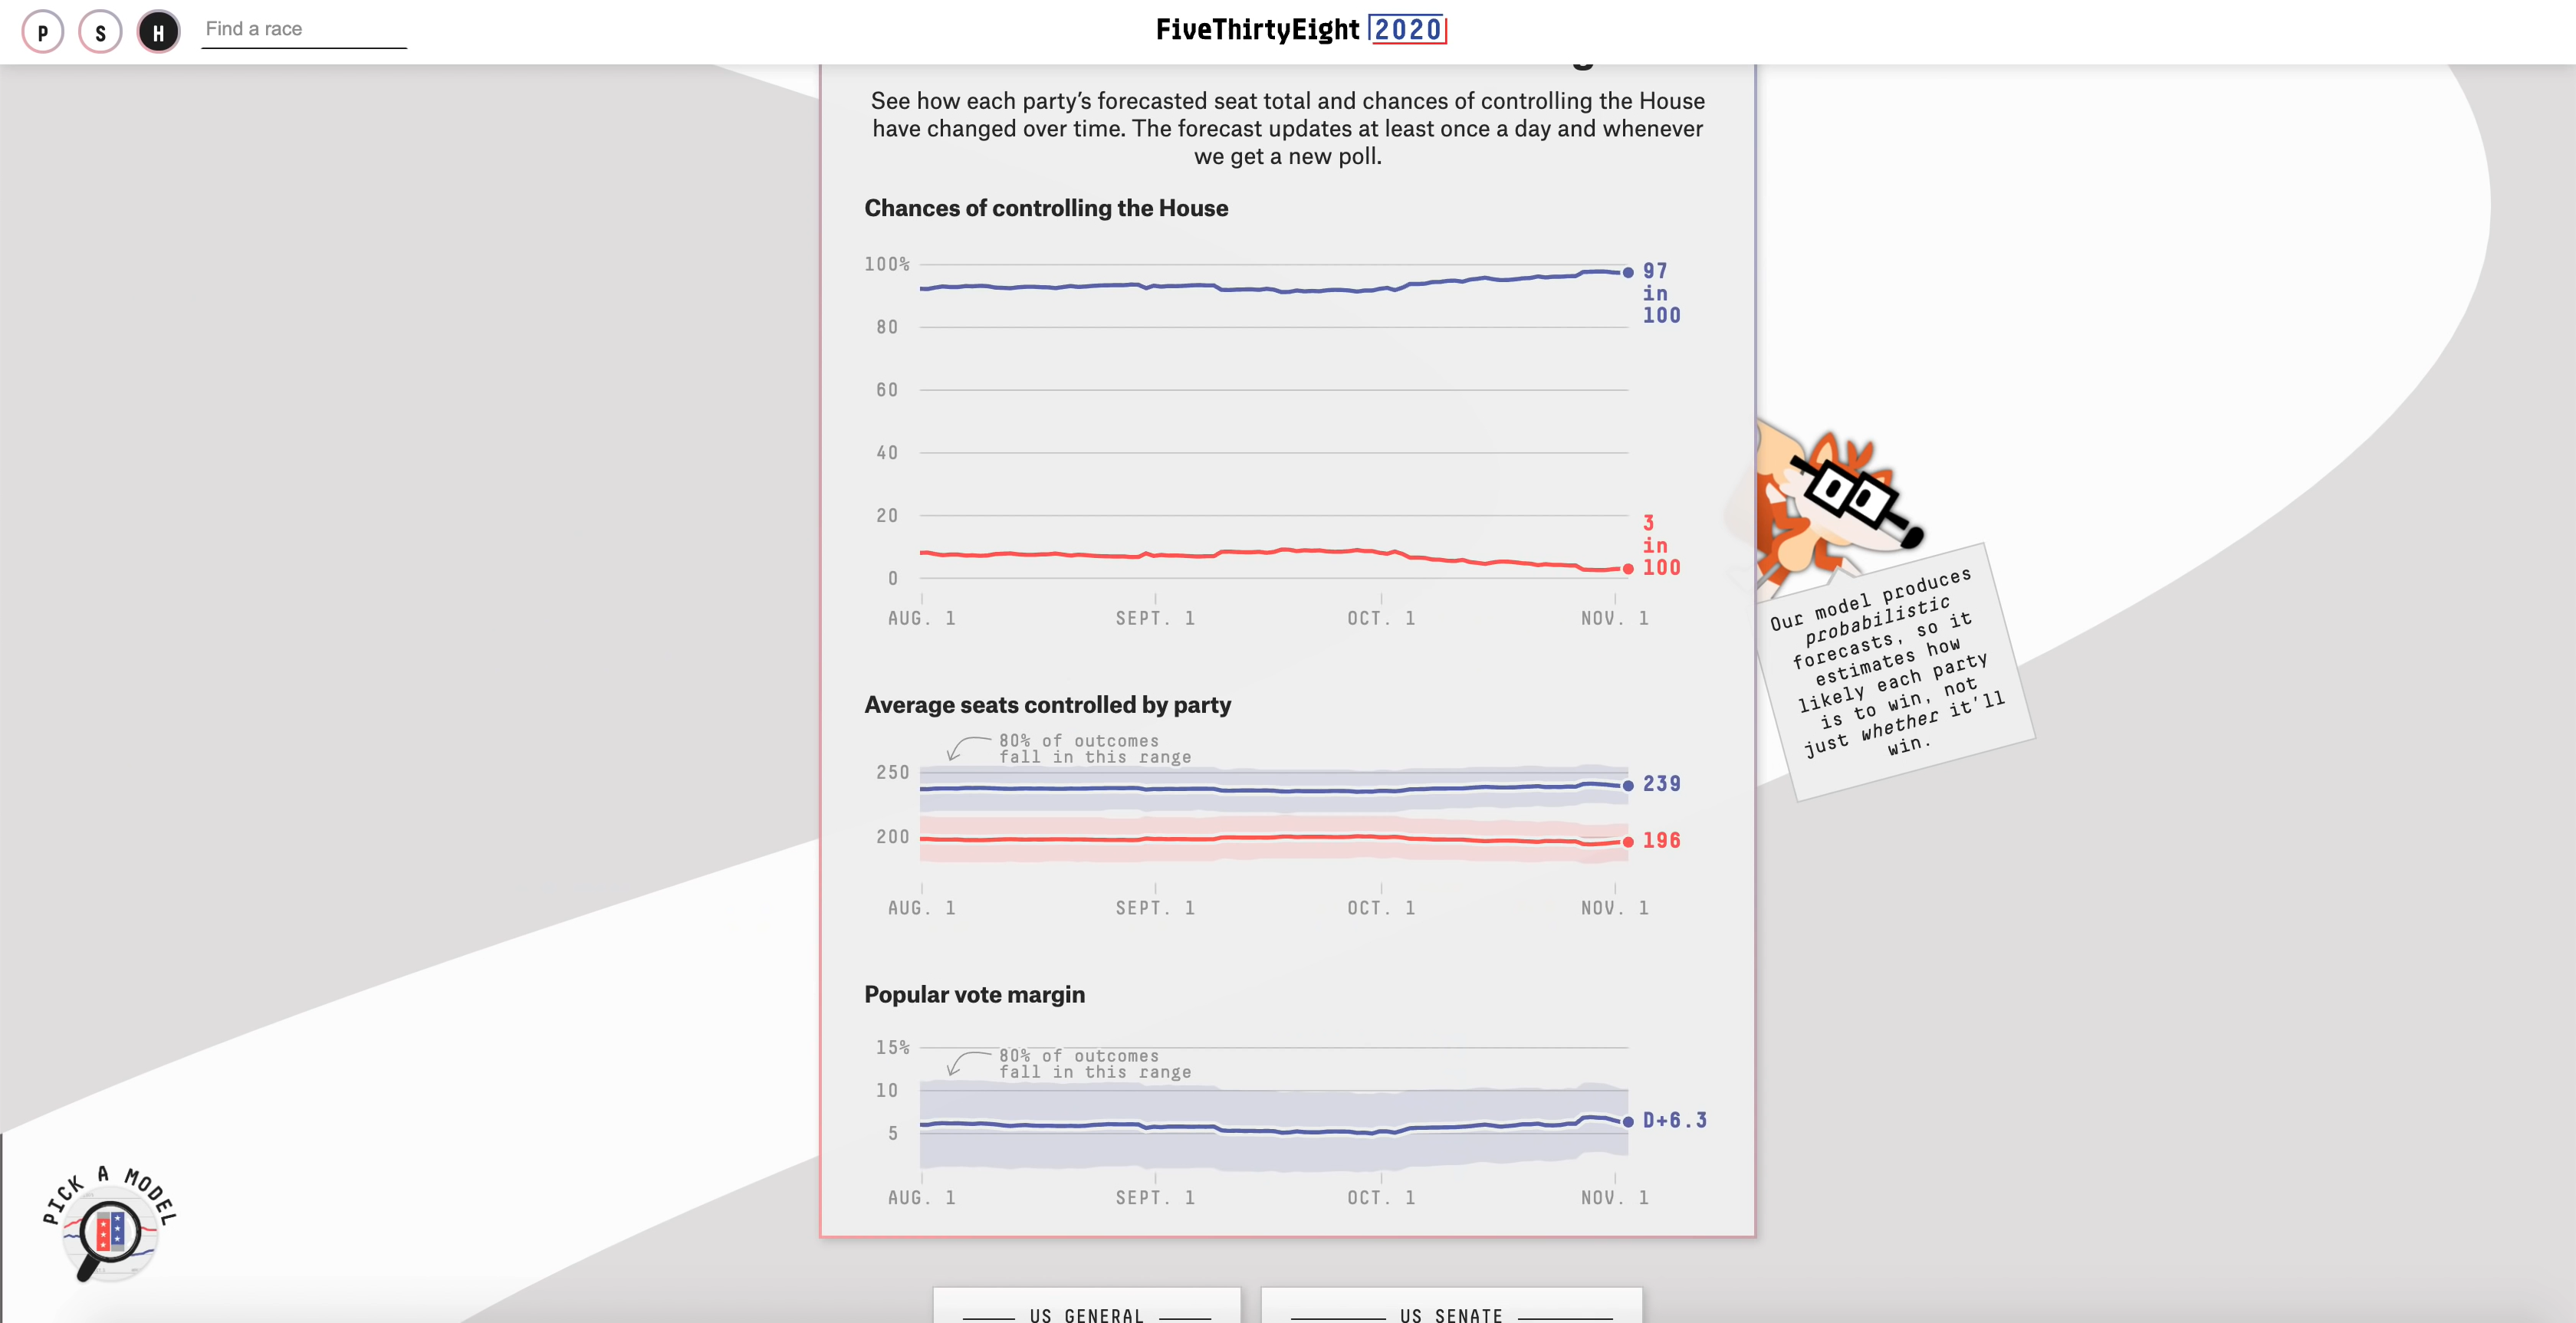 P S H Find a race
FiveThirtyEight 2020
See how each party's forecasted seat total and chances of controlling the House
have changed over time. The forecast updates at least once a day and whenever
we get a new poll.
Chances of controlling the House
100%
80
60
40
20
0
97
in
100
3
in
100
AUG. 1 SEPT. 1 OCT. 1 NOV. 1
Our model produces
probabilistic
forecasts, so it
estimates how
likely each party
is to win, not
just whether it'll
win.
Average seats controlled by party
80% of outcomes
fall in this range
250
200
239
196
AUG. 1 SEPT. 1 OCT. 1 NOV. 1
Popular vote margin
80% of outcomes
fall in this range
15%
10
5
D+6.3
AUG. 1 SEPT. 1 OCT. 1 NOV. 1
PICK A MODEL
US GENERAL
US SENATE